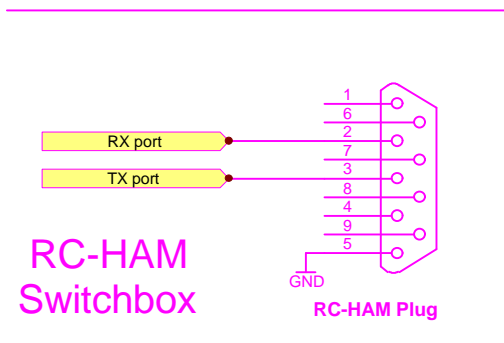 1
6
RX port
2
7
TX port
3
8
4
9
5
RC-HAM
Switchbox
GND
RC-HAM Plug